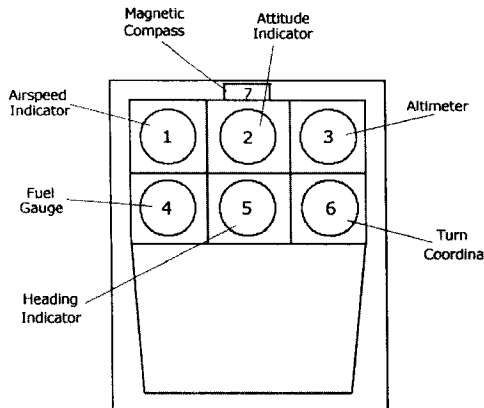 Magnetic
Compass
Attitude
Indicator
Airspeed
Indicator
Altimeter
7
1
2
3
Fuel
Gauge
4
5
6
Turn
Coordina
Heading
Indicator